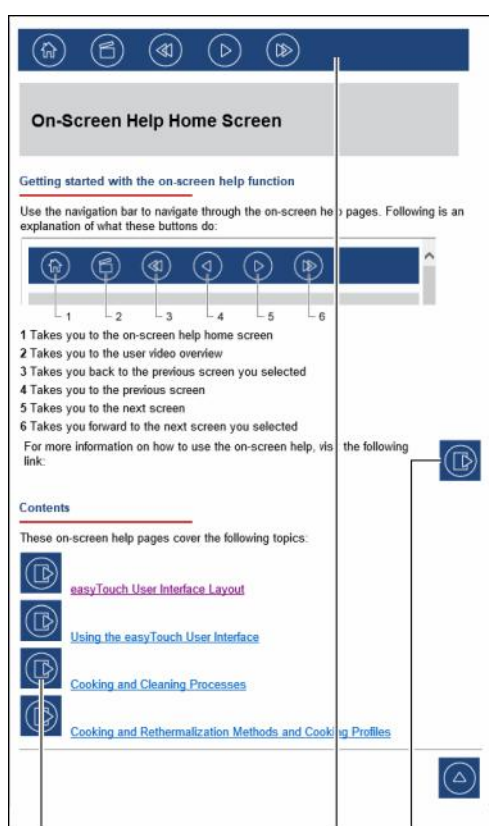 On-Screen Help Home Screen
Getting started with the on-screen help function
Use the navigation bar to navigate through the on-screen help pages. Following is an
explanation of what these buttons do:
1 2 3 4 5 6
1 Takes you to the on-screen help home screen
2 Takes you to the user video overview
3 Takes you back to the previous screen you selected
4 Takes you to the previous screen
5 Takes you to the next screen
6 Takes you forward to the next screen you selected
For more information on how to use the on-screen help, visit the following
link:
Contents
These on-screen help pages cover the following topics:
easyTouch User Interface Layout
Using the easyTouch User Interface
Cooking and Cleaning Processes
Cooking and Rethermalization Methods and Cooking Profiles